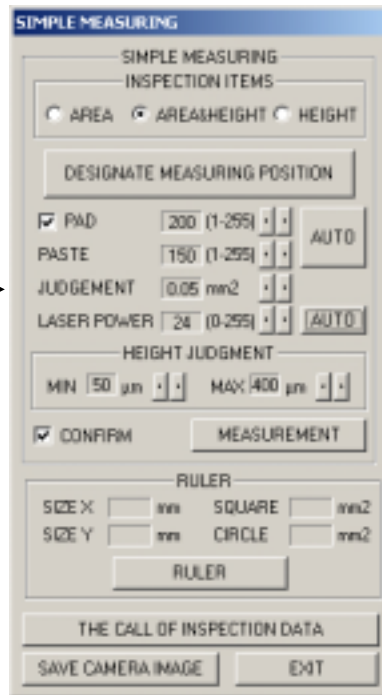 SIMPLE MEASURING
SIMPLE MEASURING
INSPECTION ITEMS
AREA AREA&HEIGHT HEIGHT
DESIGNATE MEASURING POSITION
PAD 200 (1-255)
AUTO
PASTE 150 (1-255)
JUDGEMENT 0.05 mm2
LASER POWER 24 (0-255) AUTO
HEIGHT JUDGMENT
MIN 50 µm MAX 400 µm
CONFIRM MEASUREMENT
RULER
SIZE X mm SQUARE mm2
SIZE Y mm CIRCLE mm2
RULER
THE CALL OF INSPECTION DATA
SAVE CAMERA IMAGE EXIT